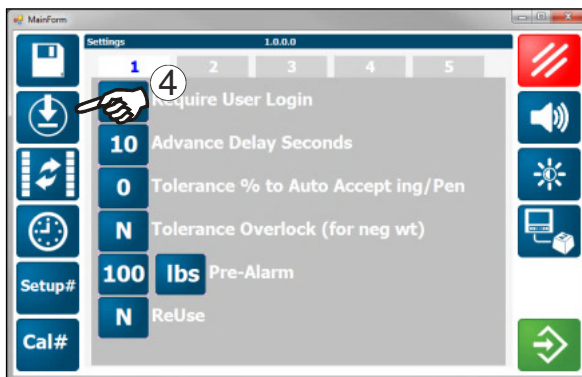 MainForm
Settings 1.0.0.0
1 2 3 4 5
4
equire User Login
10 Advance Delay Seconds
0 Tolerance % to Auto Accept ing/Pen
N Tolerance Overlock (for neg wt)
100 lbs Pre-Alarm
N ReUse
Setup#
Cal#